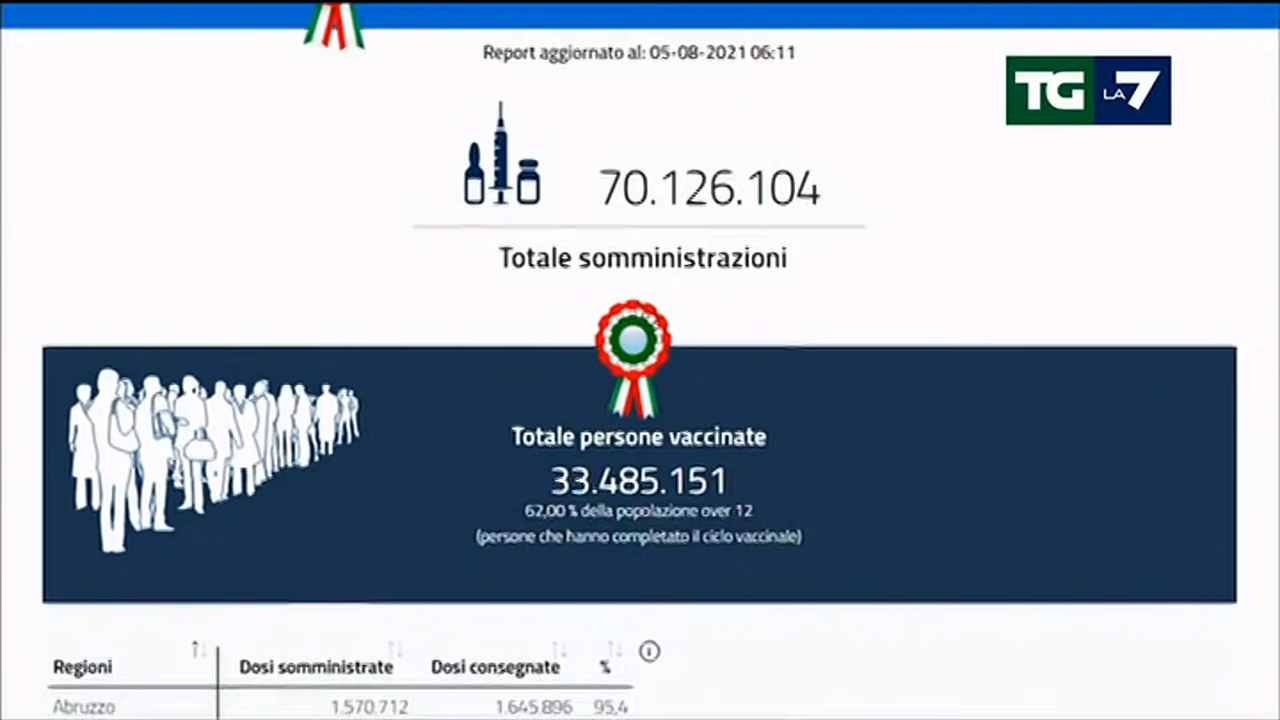 Report aggiornato al: 05-08-2021 06:11
TG LA 7
70.126.104
Totale somministrazioni
Totale persone vaccinate
33.485.151
62,00 % della popolazione over 12
(persone che hanno completato il ciclo vaccinale)
Regioni Dosi somministrate Dosi consegnate %
Abruzzo 1.570.712 1.645.896 95,4